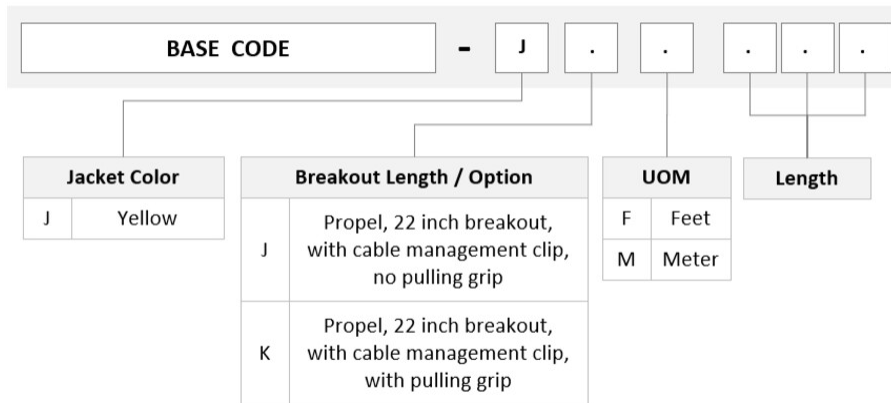 BASE CODE - J . . . . .
Jacket Color
J Yellow
Breakout Length / Option
J Propel, 22 inch breakout,
with cable management clip,
no pulling grip
K Propel, 22 inch breakout,
with cable management clip,
with pulling grip
UOM
F Feet
M Meter
Length